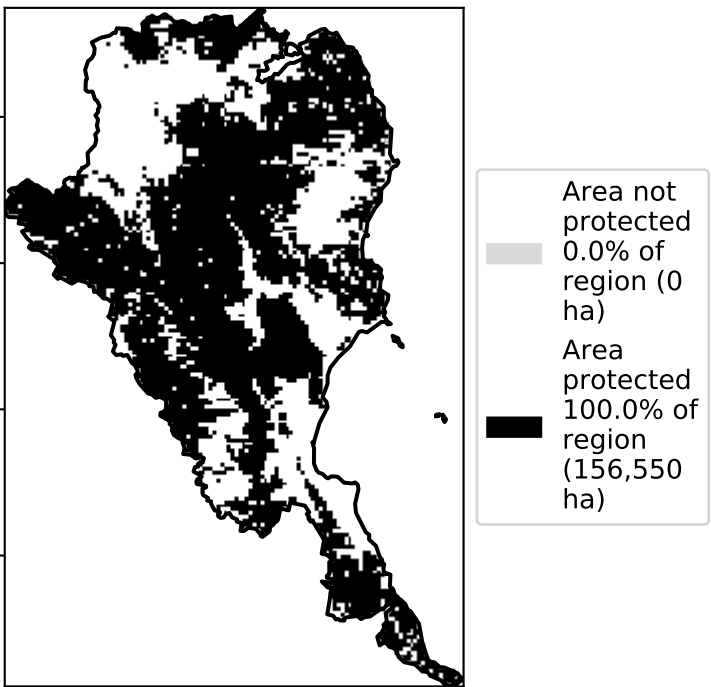 Area not
protected
0.0% of
region (0
ha)
Area
protected
100.0% of
region
(156,550
ha)